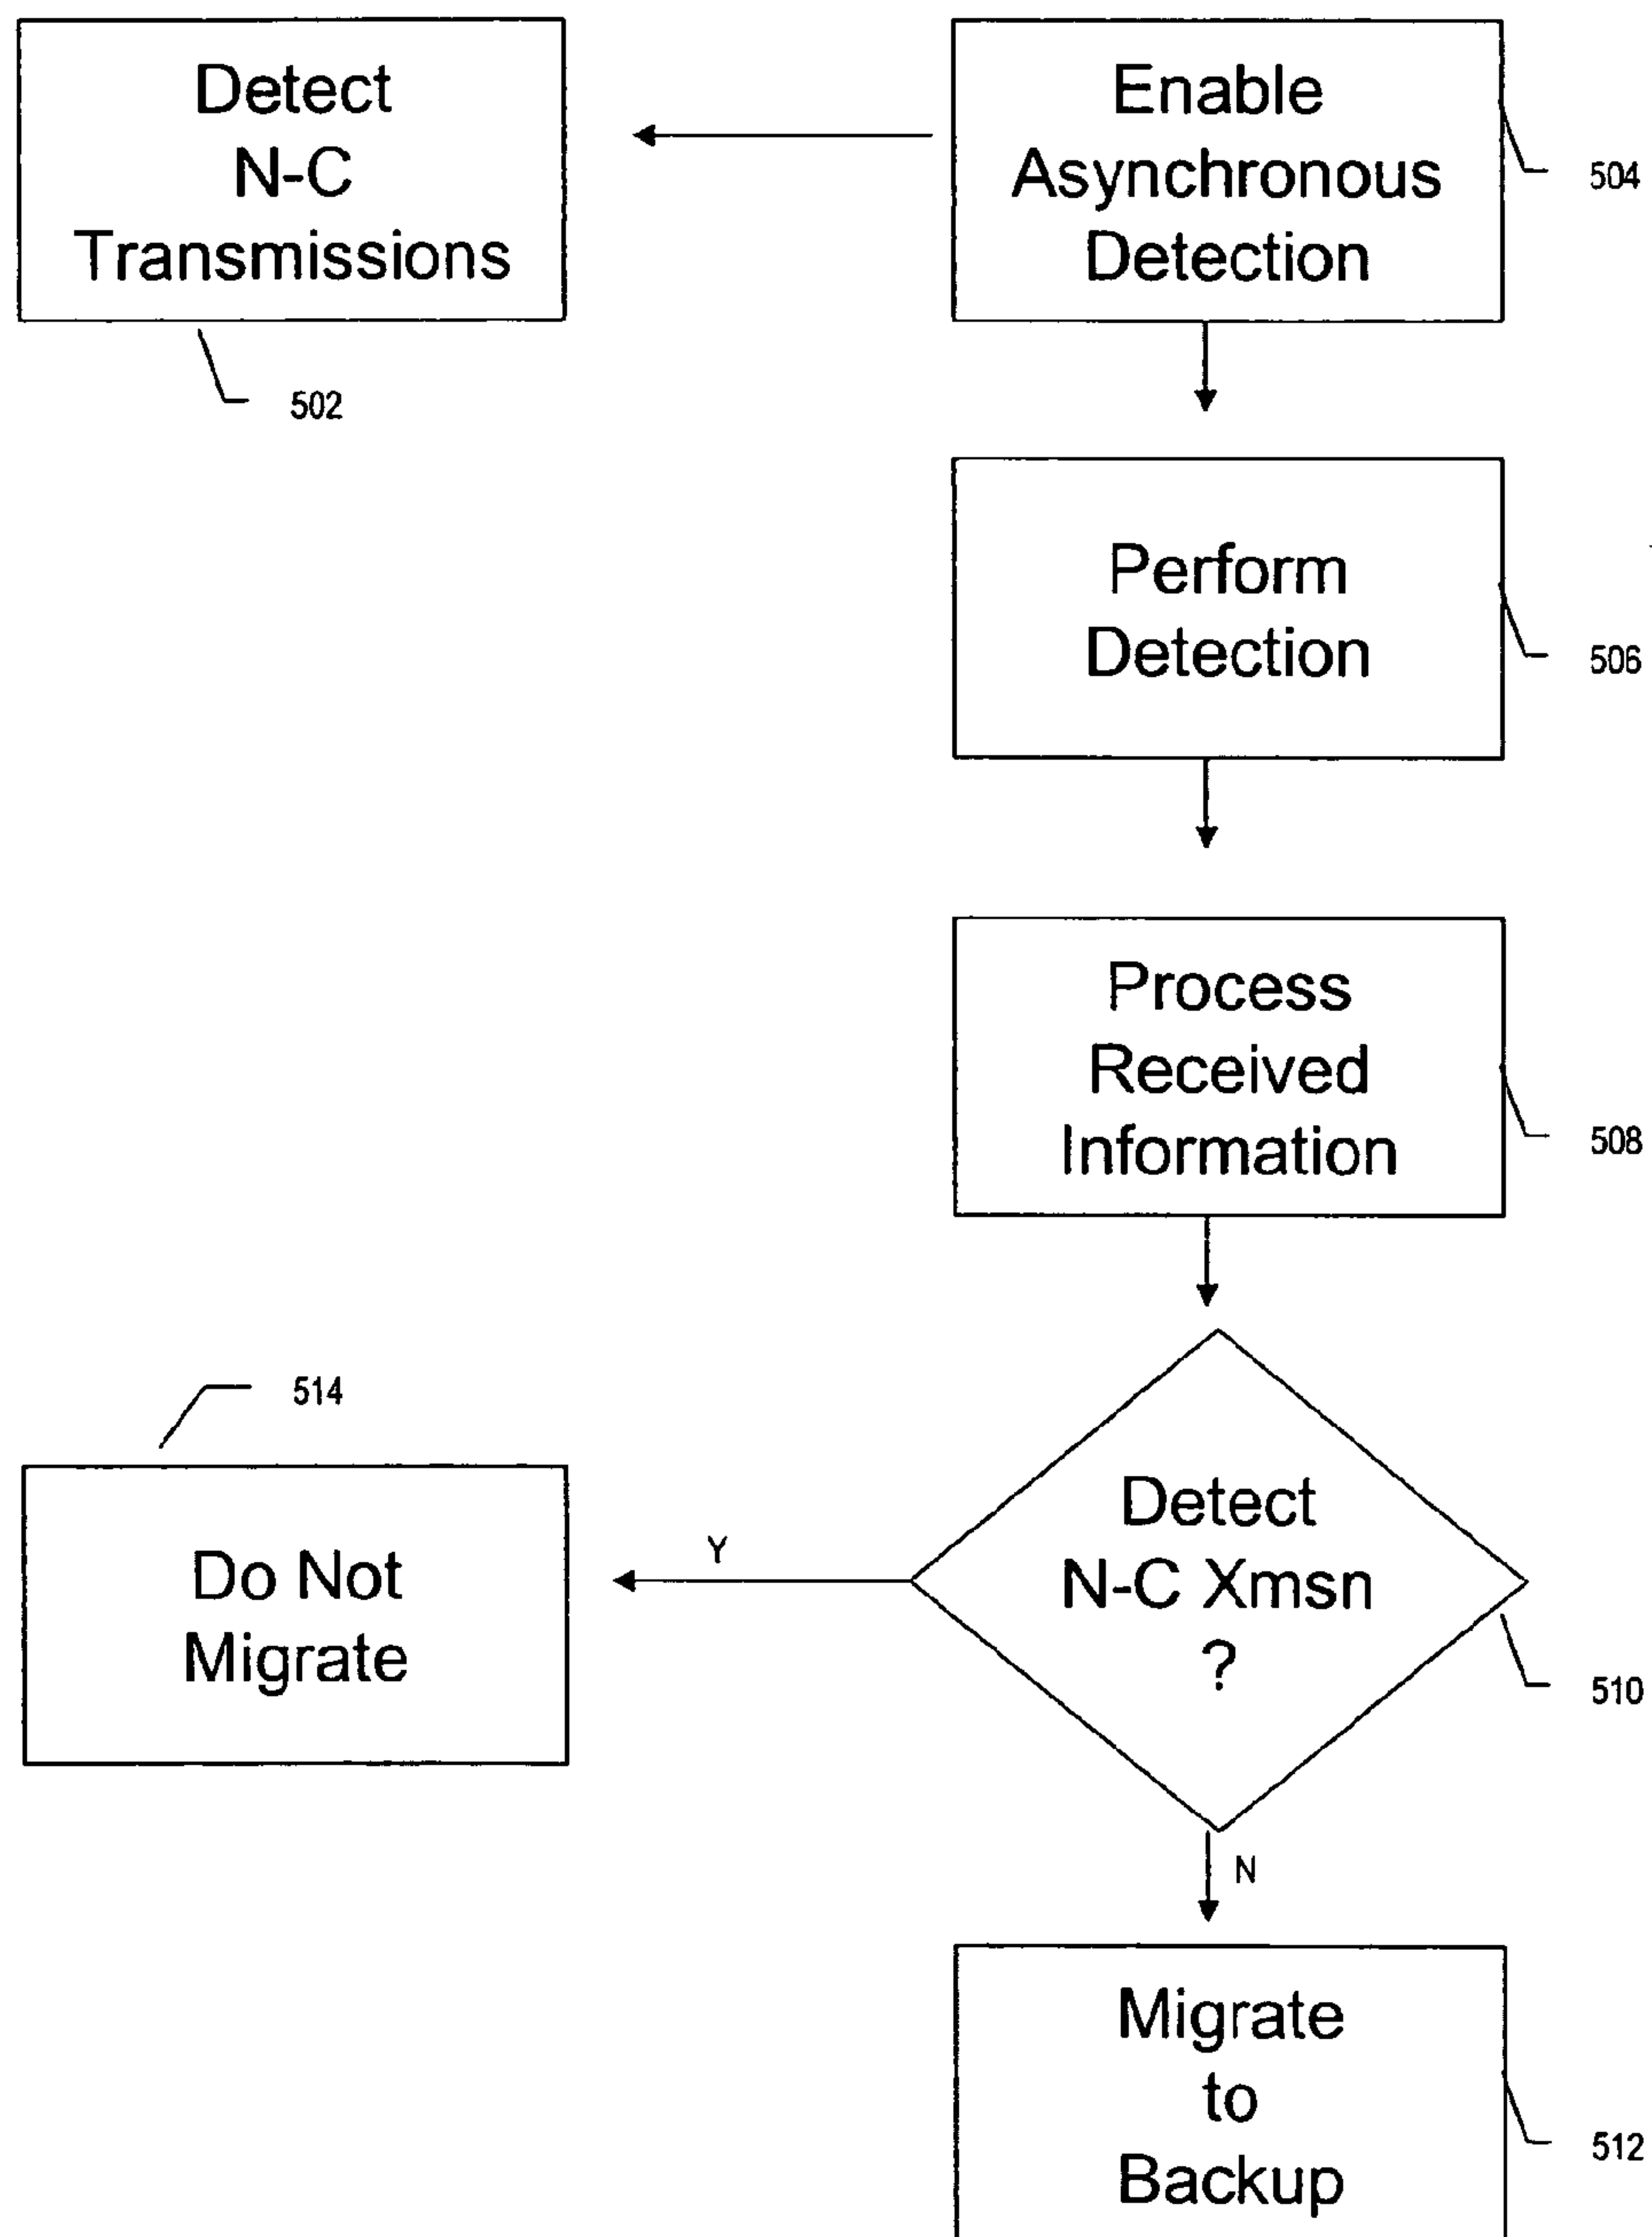 Detect
N-C
Transmissions
502
Enable
Asynchronous
Detection
504
Perform
Detection
506
Process
Received
Information
508
514
Do Not
Migrate
Y
Detect
N-C Xmsn
?
510
N
Migrate
to
Backup
512